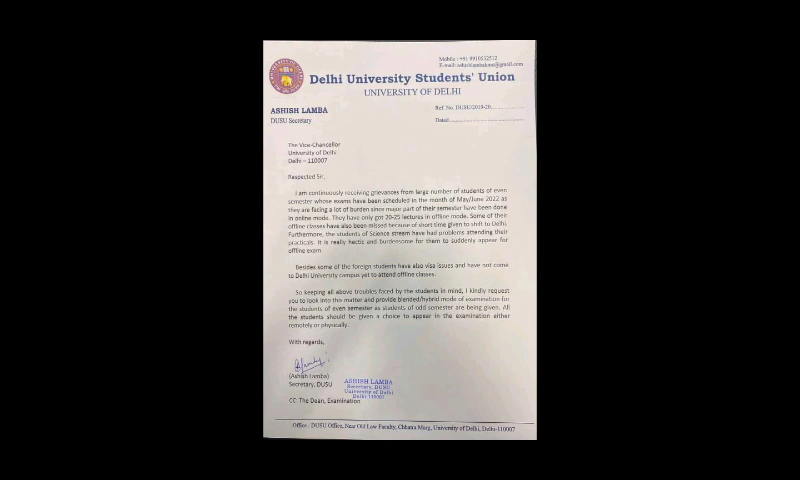 Mobile : +91 9910532512
Delhi University Students' Union
UNIVERSITY OF DELHI
ASHISH LAMBA
DUSU Secretary
Ref. No. DUSU/2019-20
Dated
The Vice-Chancellor
University of Delhi
Delhi – 110007
Respected Sir,
I am continuously receiving grievances from large number of students of even
semester whose exams have been scheduled in the month of May/June 2022 as
they are facing a lot of burden since major part of their semester have been done
in online mode. They have only got 20-25 lectures in offline mode. Some of their
offline classes have also been missed because of short time given to shift to Delhi.
Furthermore, the students of Science stream have had problems attending their
practicals. It is really hectic and burdensome for them to suddenly appear for
offline exam.
Besides some of the foreign students have also visa issues and have not come
to Delhi University campus yet to attend offline classes.
So keeping all above troubles faced by the students in mind, I kindly request
you to look into this matter and provide blended/hybrid mode of examination for
the students of even semester as students of odd semester are being given. All
the students should be given a choice to appear in the examination either
remotely or physically.
With regards,
(Ashish Lamba)
Secretary, DUSU
ASHISH LAMBA
Secretary, DUSU
University of Delhi
Delhi 110007
CC: The Dean, Examination
Office : DUSU Office, Near Old Law Faculty, Chhatra Marg, University of Delhi, Delhi-110007